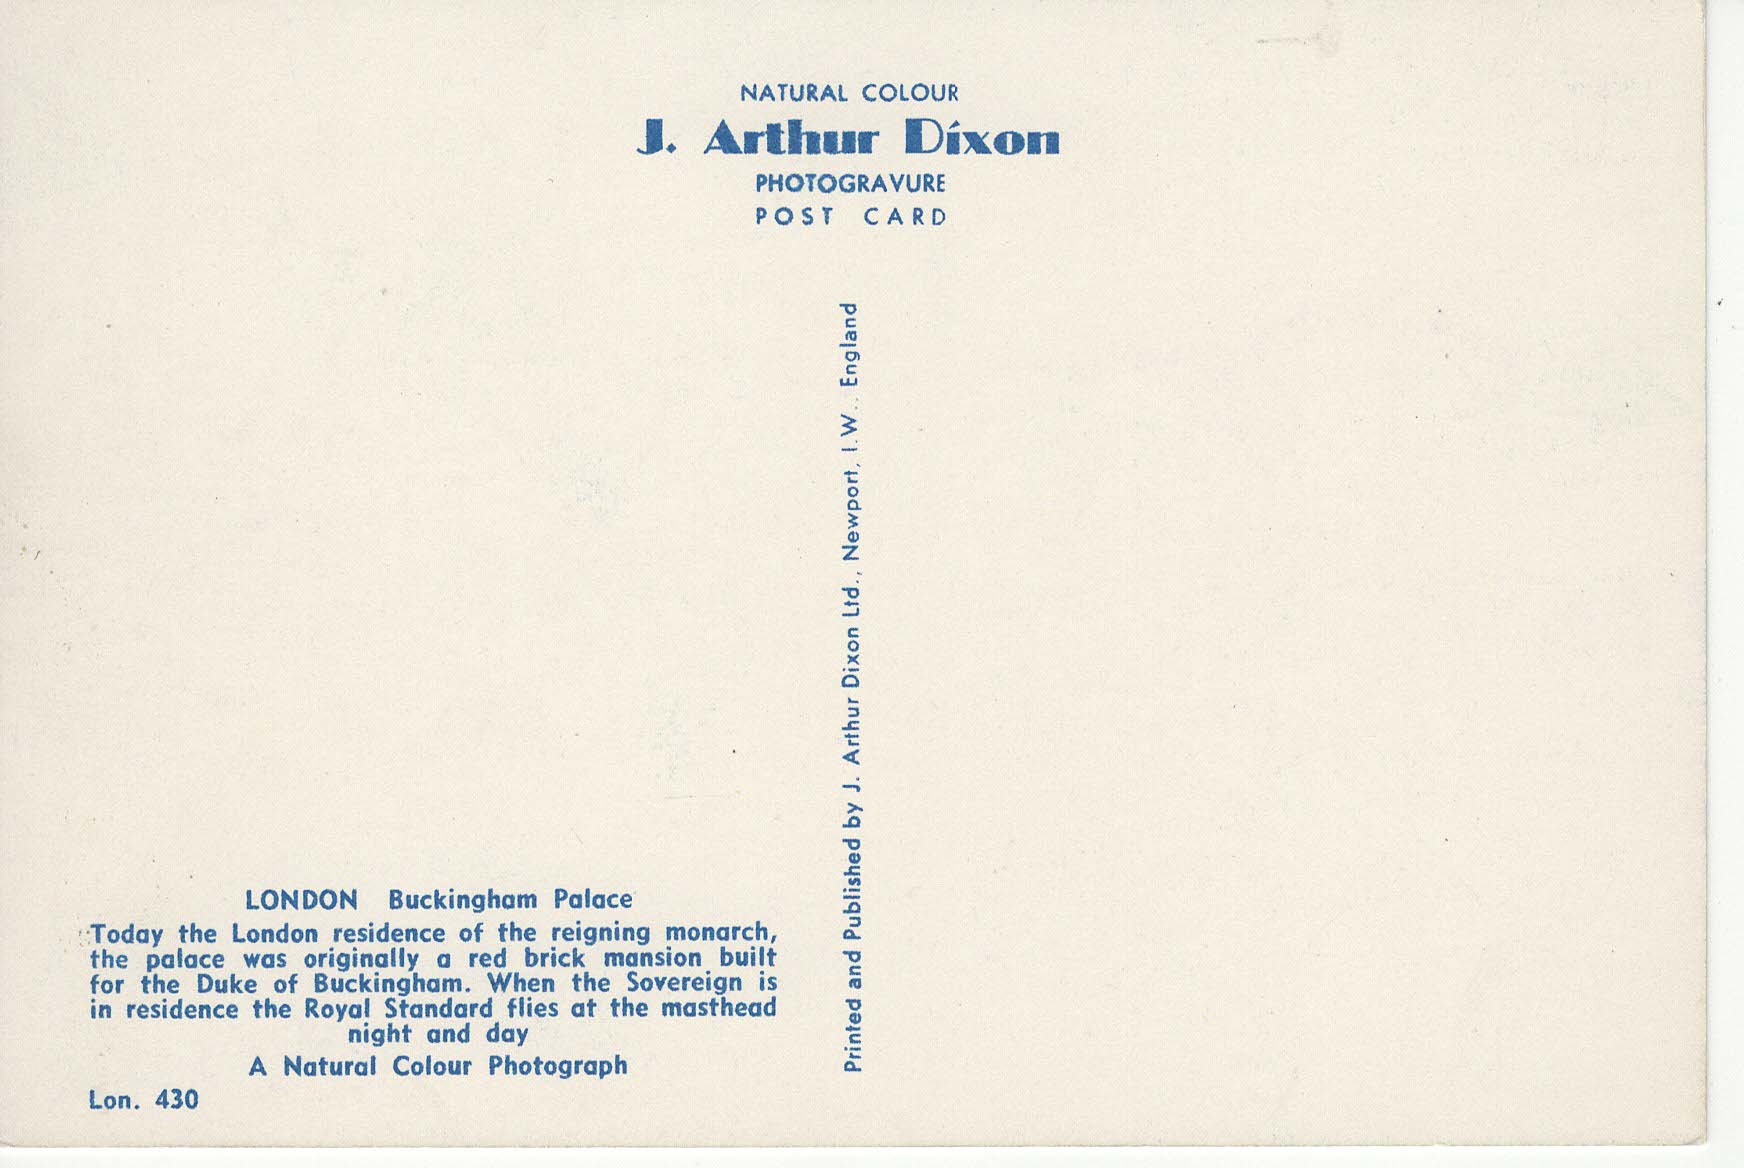 NATURAL COLOUR
J. Arthur Dixon
PHOTOGRAVURE
POST CARD
Printed and Published by J. Arthur Dixon Ltd., Newport, I.W., England
LONDON Buckingham Palace
Today the London residence of the reigning monarch,
the palace was originally a red brick mansion built
for the Duke of Buckingham. When the Sovereign is
in residence the Royal Standard flies at the masthead
night and day
A Natural Colour Photograph
Lon. 430